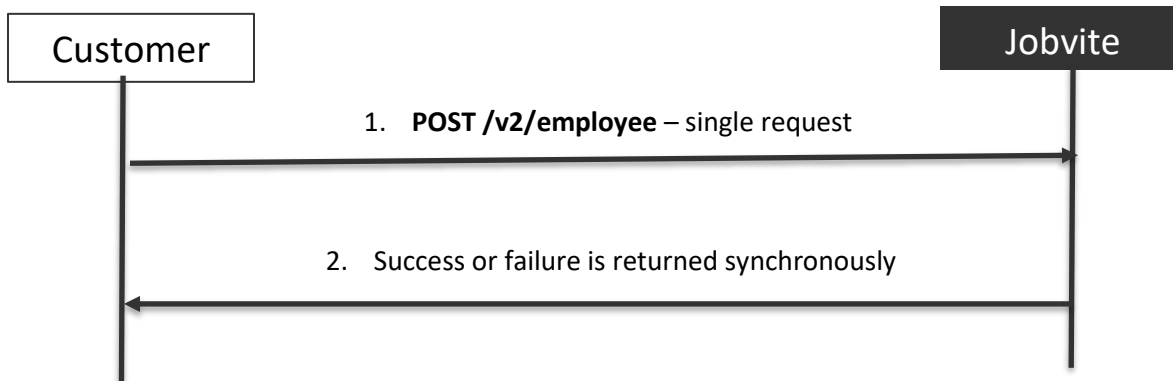 Customer
Jobvite
1. POST /v2/employee – single request
2. Success or failure is returned synchronously